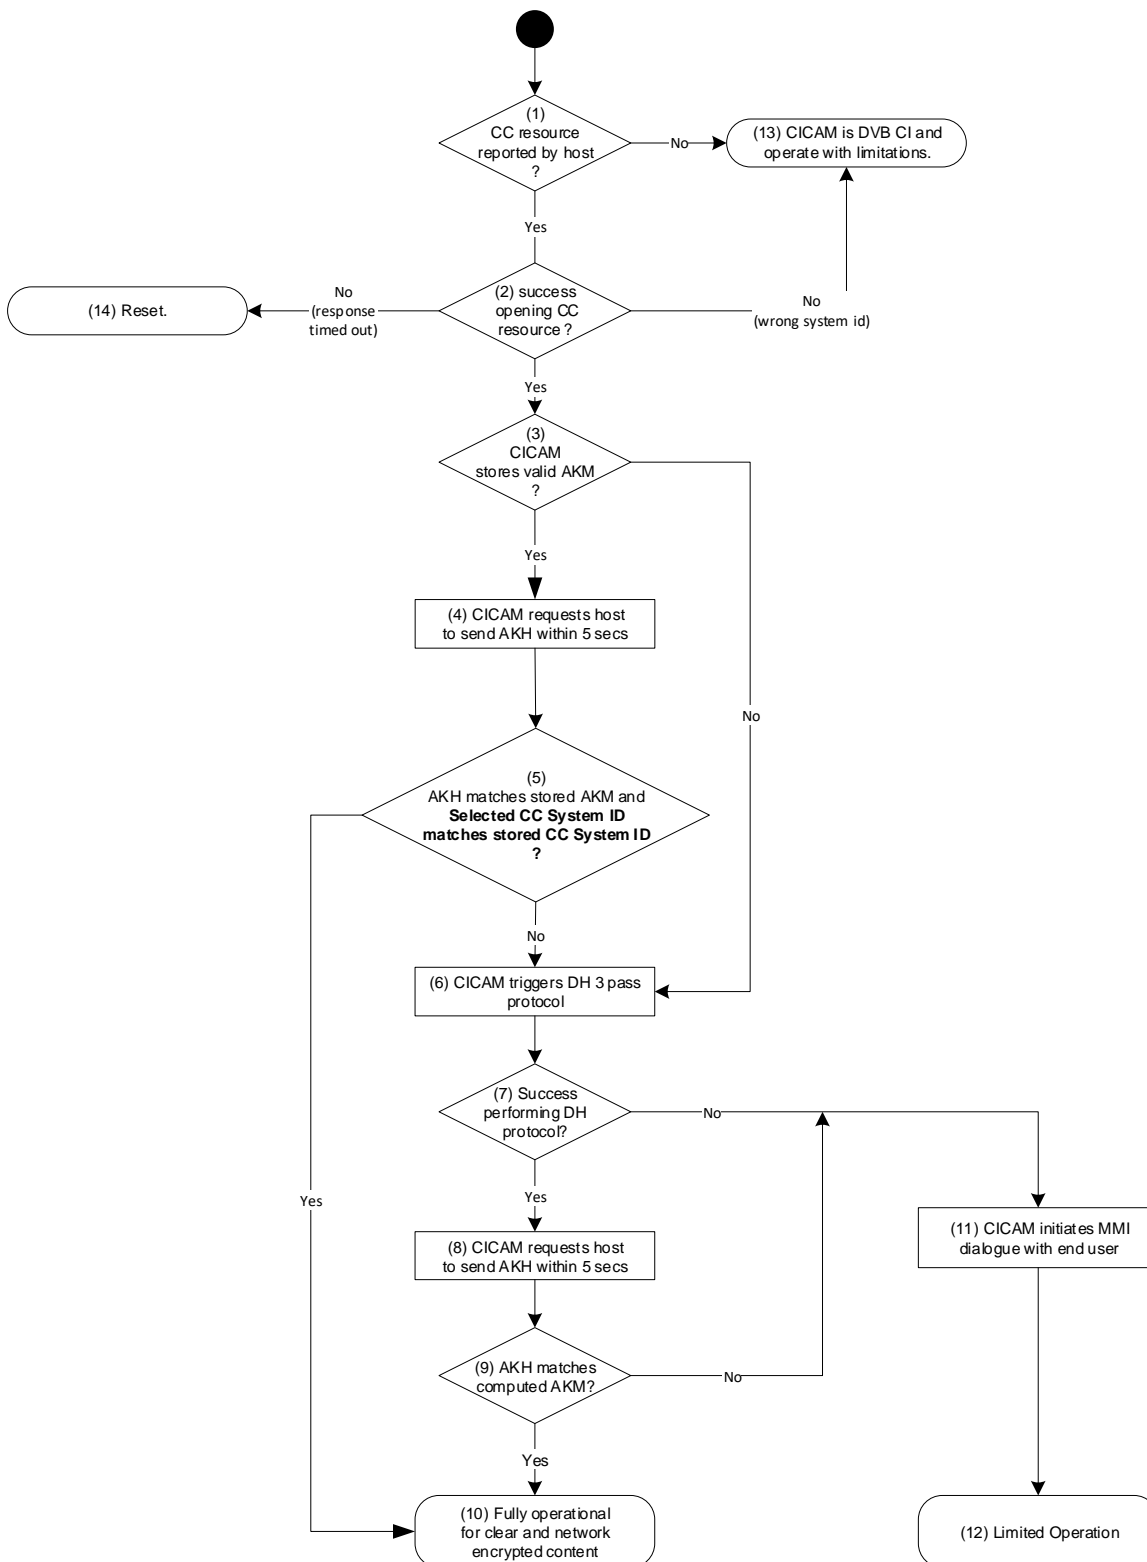 (1)
CC resource
reported by host
?
No
(13) CICAM is DVB CI and
operate with limitations.
Yes
(2) success
opening CC
resource ?
No
(response
timed out)
(14) Reset.
No
(wrong system id)
Yes
(3)
CICAM
stores valid AKM
?
Yes
(4) CICAM requests host
to send AKH within 5 secs
No
(5)
AKH matches stored AKM and
Selected CC System ID
matches stored CC System ID
?
No
(6) CICAM triggers DH 3 pass
protocol
(7) Success
performing DH
protocol?
No
Yes
Yes
(8) CICAM requests host
to send AKH within 5 secs
(11) CICAM initiates MMI
dialogue with end user
(9) AKH matches
computed AKM?
No
Yes
(10) Fully operational
for clear and network
encrypted content
(12) Limited Operation